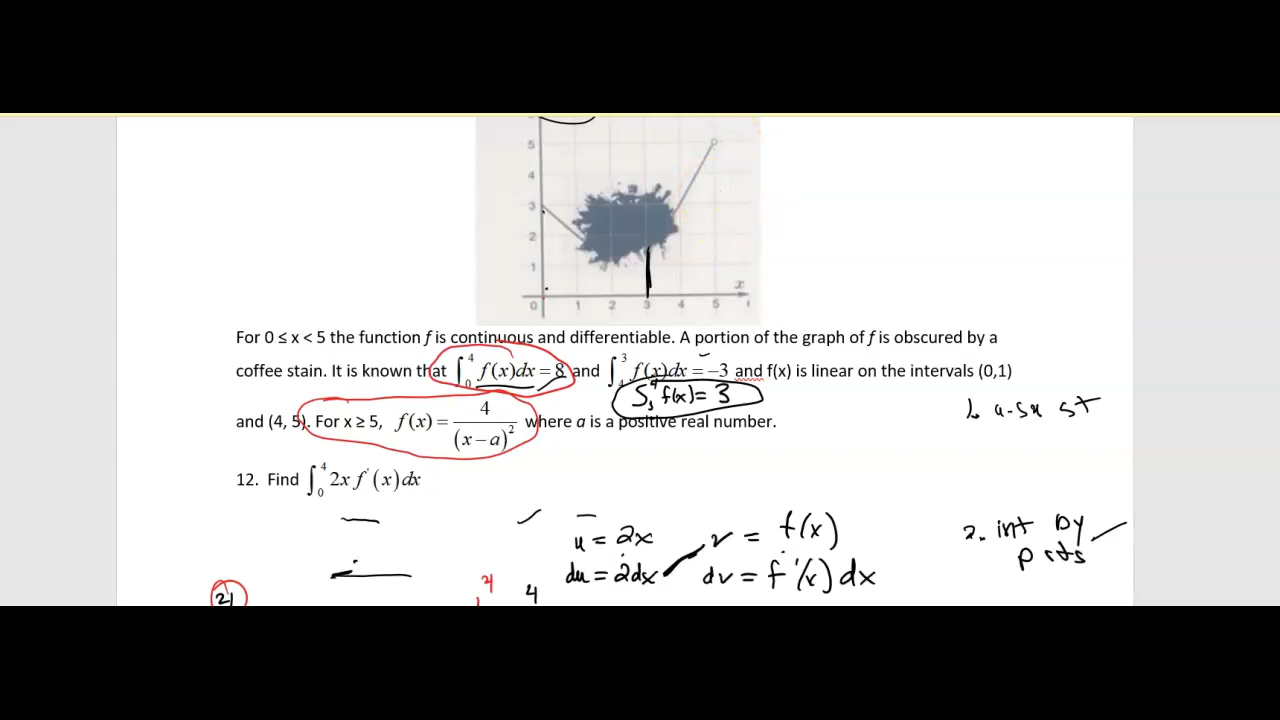 5
4
3
2
1
x
0 1 2 3 4 5
For 0 ≤ x < 5 the function f is continuous and differentiable. A portion of the graph of f is obscured by a
coffee stain. It is known that ∫₀⁴ f(x)dx = 8 and ∫₄³ f(x)dx = −3 and f(x) is linear on the intervals (0,1)
∫₃⁴ f(x) = 3
and (4, 5). For x ≥ 5, f(x) = 4/(x−a)² where a is a positive real number.
12. Find ∫₀⁴ 2x f'(x)dx
u = 2x v = f(x)
2. int by
du = 2dx dv = f'(x) dx
4
4